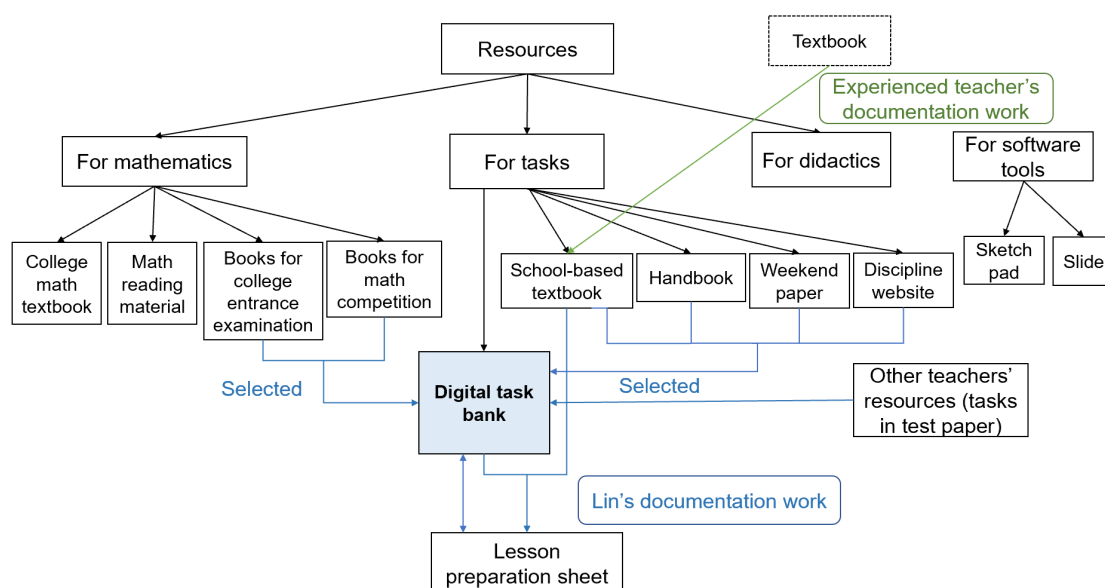 Resources
Textbook
Experienced teacher's
documentation work
For mathematics
For tasks
For didactics
For software
tools
College
math
textbook
Math
reading
material
Books for
college
entrance
examination
Books for
math
competition
School-based
textbook
Handbook
Weekend
paper
Discipline
website
Sketch
pad
Slide
Selected
Digital task
bank
Selected
Other teachers'
resources (tasks
in test paper)
Lin's documentation work
Lesson
preparation sheet